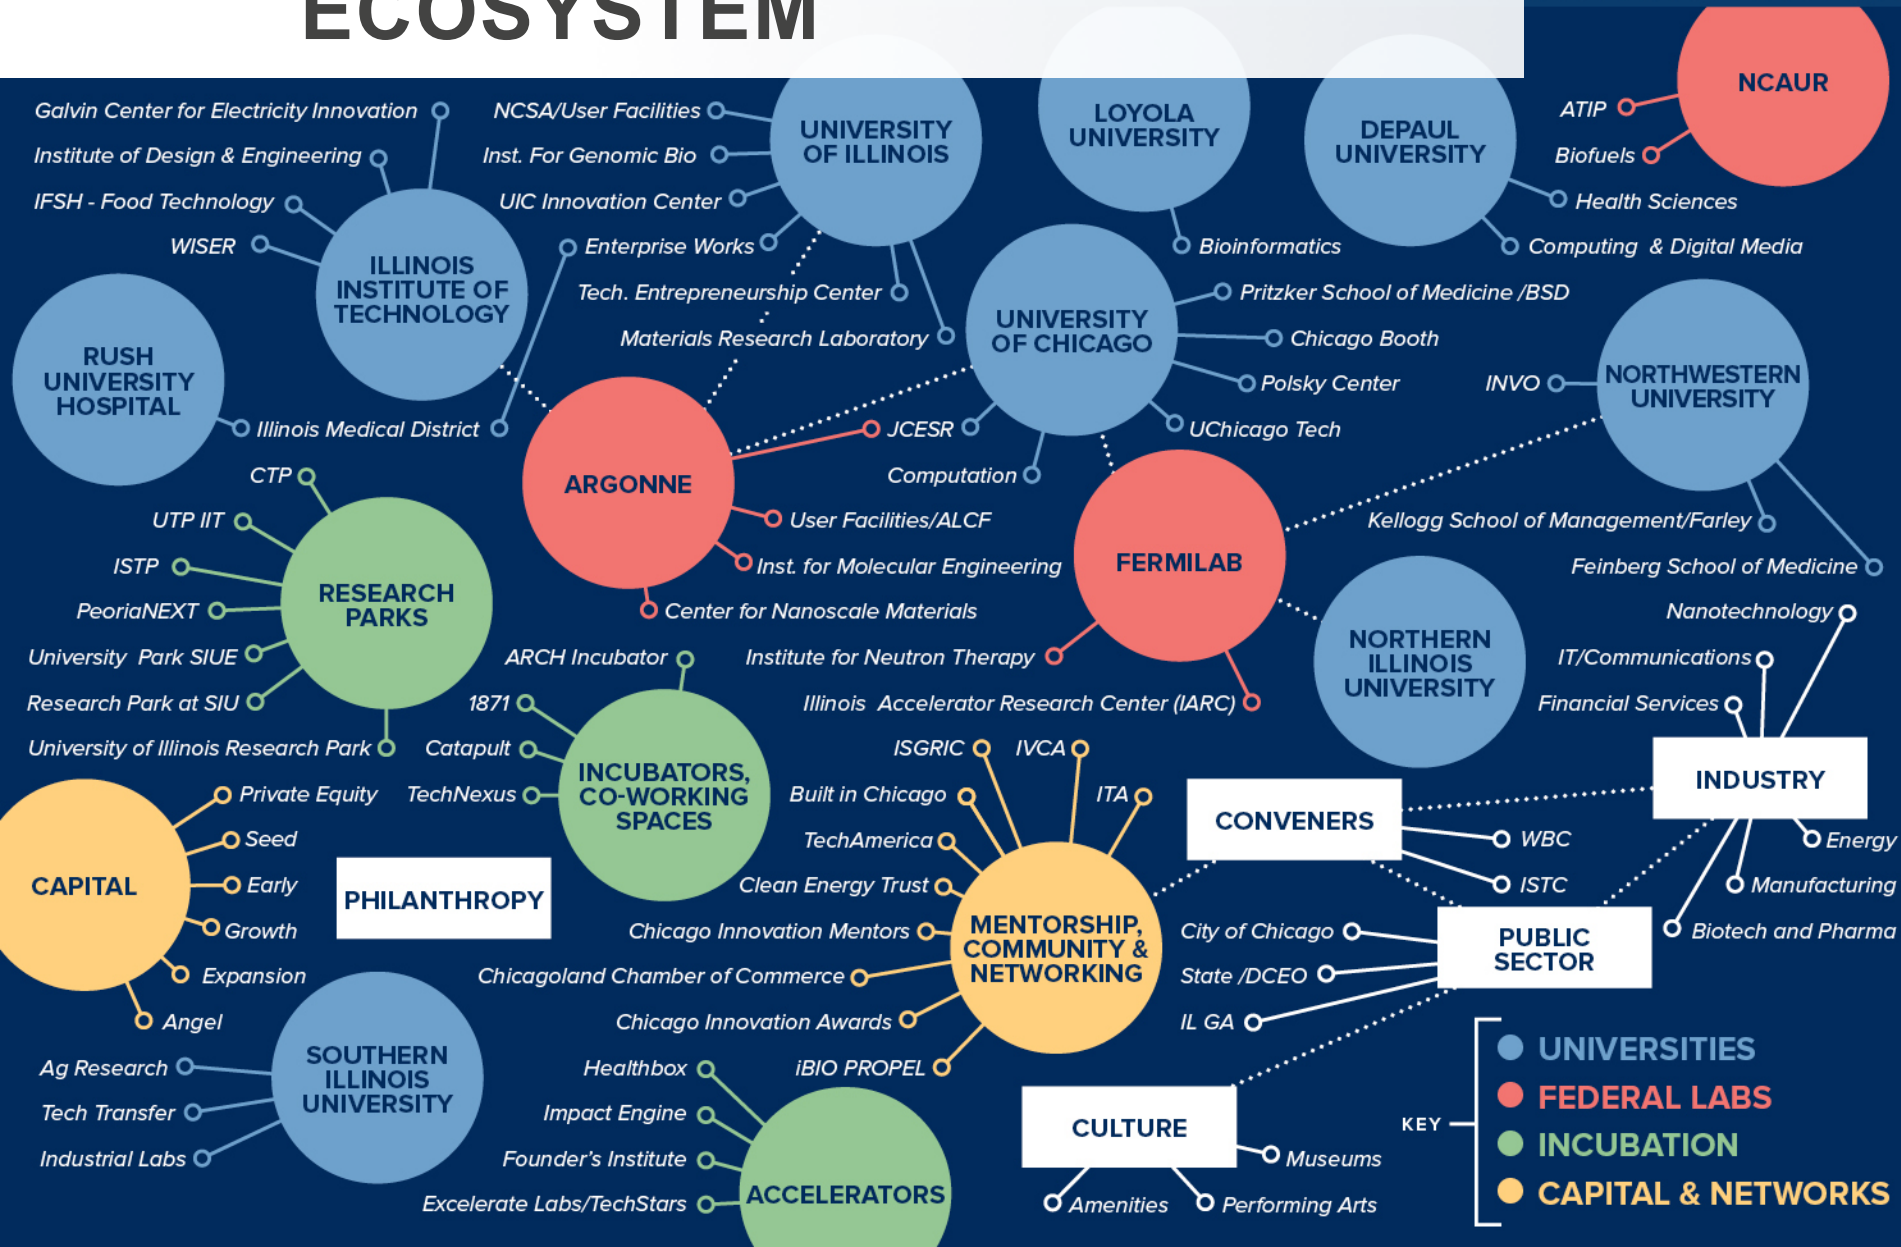 ECOSYSTEM
NCAUR
ATIP
Biofuels
Galvin Center for Electricity Innovation
Institute of Design & Engineering
IFSH - Food Technology
WISER
ILLINOIS
INSTITUTE OF
TECHNOLOGY
NCSA/User Facilities
Inst. For Genomic Bio
UIC Innovation Center
Enterprise Works
Tech. Entrepreneurship Center
Materials Research Laboratory
UNIVERSITY
OF ILLINOIS
LOYOLA
UNIVERSITY
Bioinformatics
DEPAUL
UNIVERSITY
Health Sciences
Computing & Digital Media
RUSH
UNIVERSITY
HOSPITAL
Illinois Medical District
UNIVERSITY
OF CHICAGO
Pritzker School of Medicine /BSD
Chicago Booth
Polsky Center
UChicago Tech
JCESR
Computation
NORTHWESTERN
UNIVERSITY
INVO
Kellogg School of Management/Farley
Feinberg School of Medicine
ARGONNE
User Facilities/ALCF
Inst. for Molecular Engineering
Center for Nanoscale Materials
FERMILAB
Institute for Neutron Therapy
Illinois Accelerator Research Center (IARC)
NORTHERN
ILLINOIS
UNIVERSITY
CTP
UTP IIT
ISTP
PeoriaNEXT
University Park SIUE
Research Park at SIU
University of Illinois Research Park
RESEARCH
PARKS
ARCH Incubator
1871
Catapult
TechNexus
INCUBATORS,
CO-WORKING
SPACES
Nanotechnology
IT/Communications
Financial Services
INDUSTRY
Energy
Manufacturing
Biotech and Pharma
CONVENERS
WBC
ISTC
CAPITAL
Private Equity
Seed
Early
Growth
Expansion
Angel
PHILANTHROPY
ISGRIC
IVCA
ITA
Built in Chicago
TechAmerica
Clean Energy Trust
Chicago Innovation Mentors
Chicagoland Chamber of Commerce
Chicago Innovation Awards
iBIO PROPEL
MENTORSHIP,
COMMUNITY &
NETWORKING
PUBLIC
SECTOR
City of Chicago
State /DCEO
IL GA
SOUTHERN
ILLINOIS
UNIVERSITY
Ag Research
Tech Transfer
Industrial Labs
Healthbox
Impact Engine
Founder's Institute
Excelerate Labs/TechStars
ACCELERATORS
CULTURE
Museums
Amenities
Performing Arts
KEY
UNIVERSITIES
FEDERAL LABS
INCUBATION
CAPITAL & NETWORKS